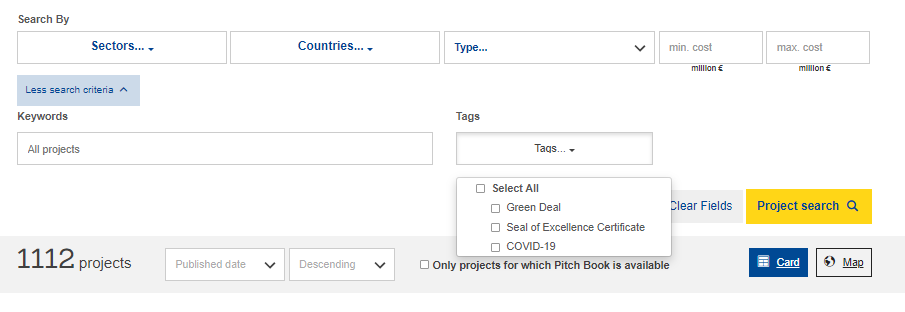 Search By
Sectors... Countries... Type... min. cost max. cost
million € million €
Less search criteria
Keywords Tags
All projects Tags...
Select All
Green Deal Clear Fields Project search
Seal of Excellence Certificate
COVID-19
1112 projects Published date Descending Only projects for which Pitch Book is available Card Map